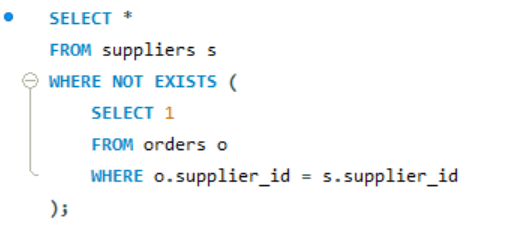 SELECT *
FROM suppliers s
WHERE NOT EXISTS (
    SELECT 1
    FROM orders o
    WHERE o.supplier_id = s.supplier_id
);